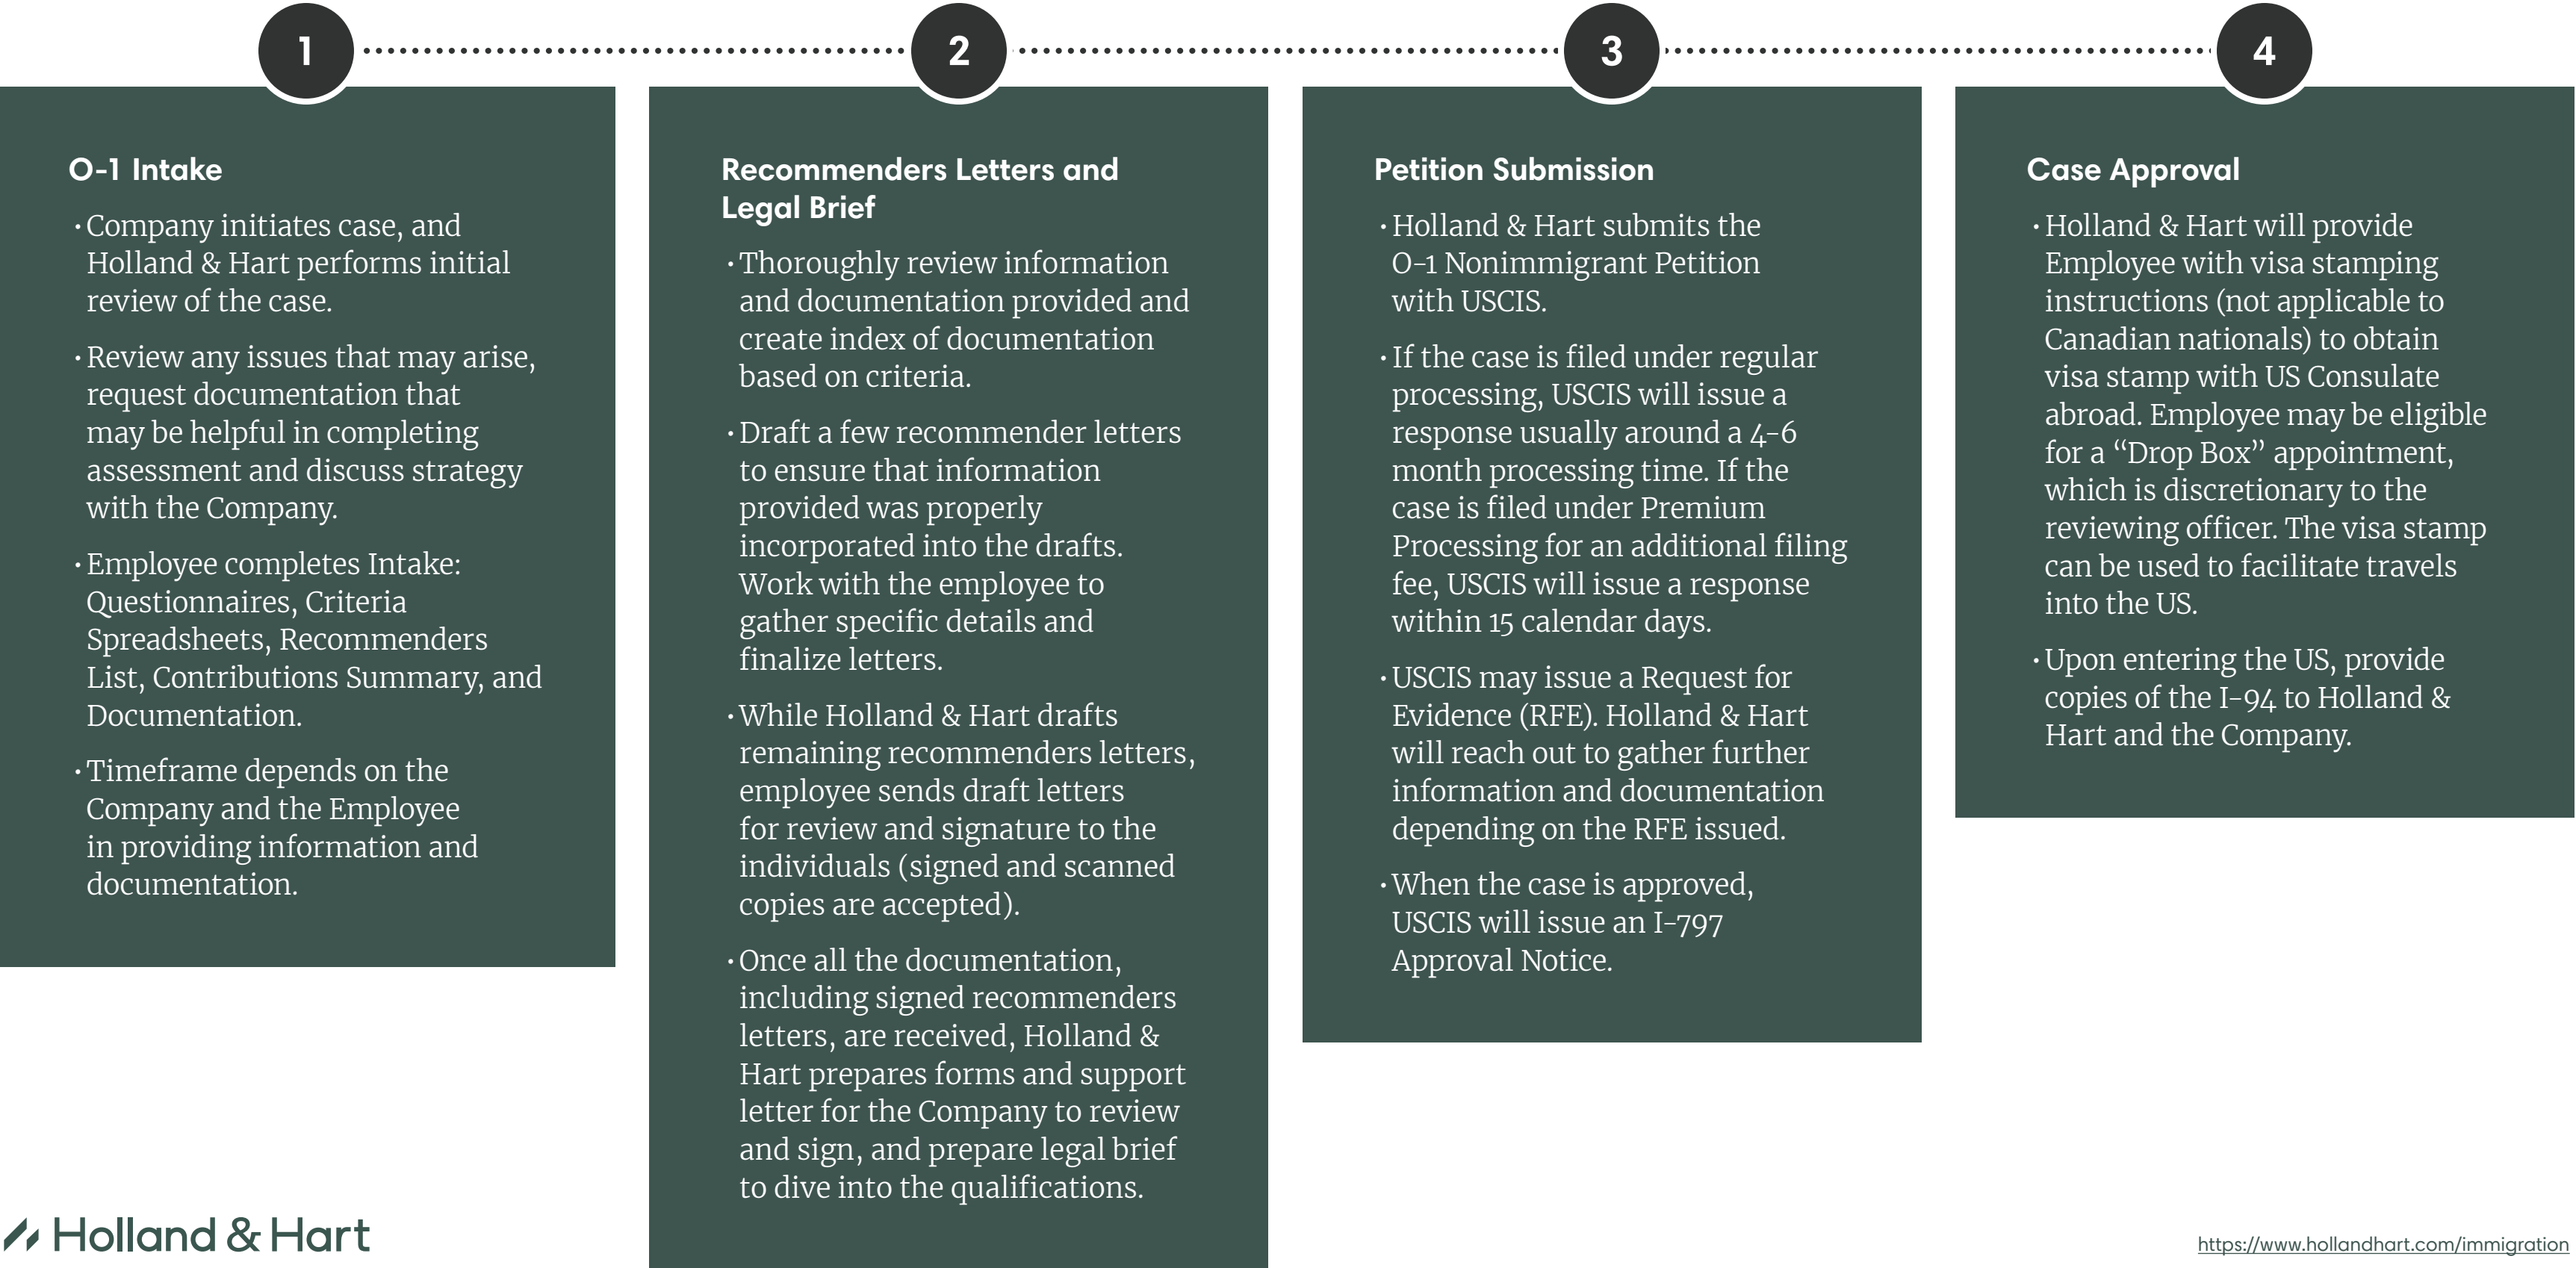 1
2
3
4
O-1 Intake
· Company initiates case, and
Holland & Hart performs initial
review of the case.
· Review any issues that may arise,
request documentation that
may be helpful in completing
assessment and discuss strategy
with the Company.
· Employee completes Intake:
Questionnaires, Criteria
Spreadsheets, Recommenders
List, Contributions Summary, and
Documentation.
· Timeframe depends on the
Company and the Employee
in providing information and
documentation.
Recommenders Letters and
Legal Brief
· Thoroughly review information
and documentation provided and
create index of documentation
based on criteria.
· Draft a few recommender letters
to ensure that information
provided was properly
incorporated into the drafts.
Work with the employee to
gather specific details and
finalize letters.
· While Holland & Hart drafts
remaining recommenders letters,
employee sends draft letters
for review and signature to the
individuals (signed and scanned
copies are accepted).
· Once all the documentation,
including signed recommenders
letters, are received, Holland &
Hart prepares forms and support
letter for the Company to review
and sign, and prepare legal brief
to dive into the qualifications.
Petition Submission
· Holland & Hart submits the
O-1 Nonimmigrant Petition
with USCIS.
· If the case is filed under regular
processing, USCIS will issue a
response usually around a 4-6
month processing time. If the
case is filed under Premium
Processing for an additional filing
fee, USCIS will issue a response
within 15 calendar days.
· USCIS may issue a Request for
Evidence (RFE). Holland & Hart
will reach out to gather further
information and documentation
depending on the RFE issued.
· When the case is approved,
USCIS will issue an I-797
Approval Notice.
Case Approval
· Holland & Hart will provide
Employee with visa stamping
instructions (not applicable to
Canadian nationals) to obtain
visa stamp with US Consulate
abroad. Employee may be eligible
for a “Drop Box” appointment,
which is discretionary to the
reviewing officer. The visa stamp
can be used to facilitate travels
into the US.
· Upon entering the US, provide
copies of the I-94 to Holland &
Hart and the Company.
Holland & Hart
https://www.hollandhart.com/immigration